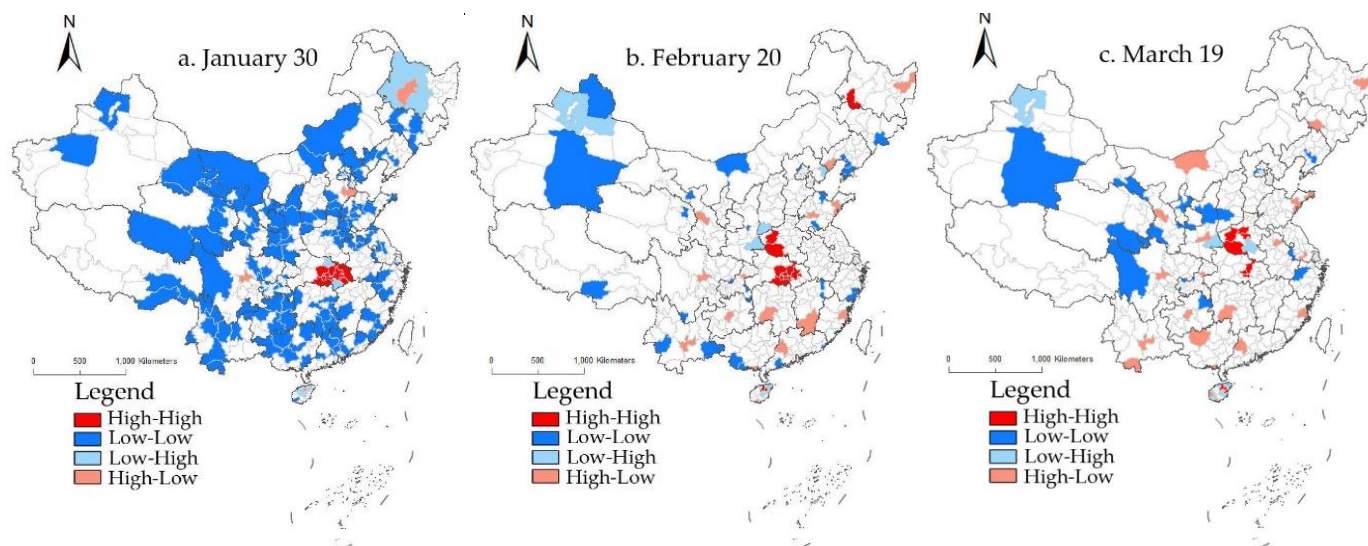 N
a. January 30
0 500 1,000 Kilometers
Legend
High-High
Low-Low
Low-High
High-Low
N
b. February 20
0 500 1,000 Kilometers
Legend
High-High
Low-Low
Low-High
High-Low
N
c. March 19
0 500 1,000 Kilometers
Legend
High-High
Low-Low
Low-High
High-Low